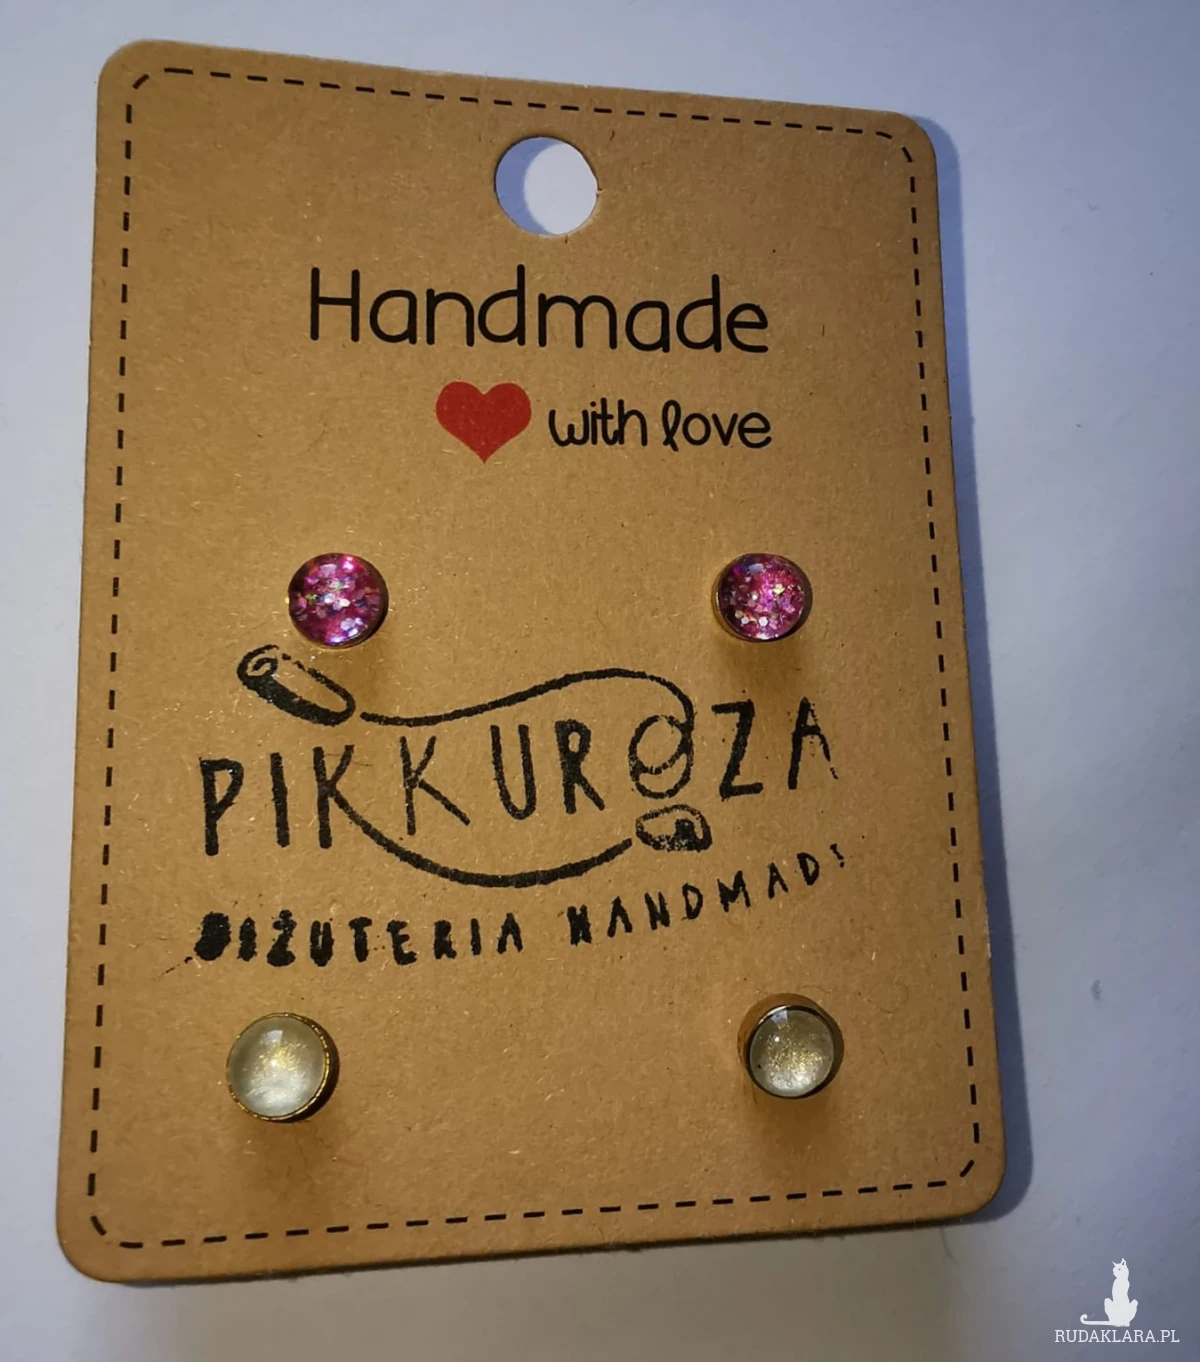 Handmade
with love
PIKKUROZA
BIŻUTERIA HANDMADE
RUDAKLARA.PL